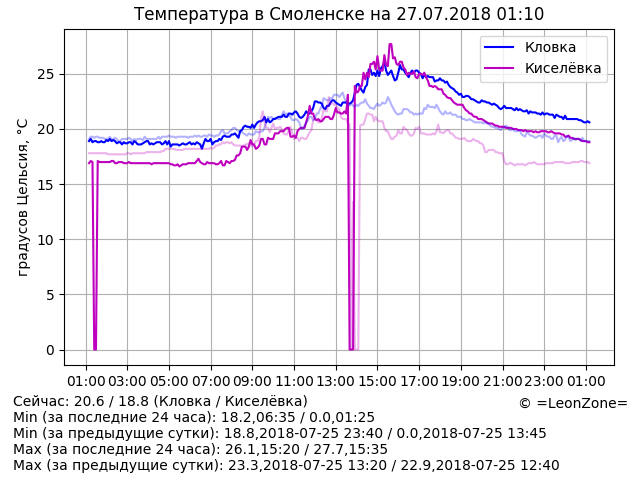 Температура в Смоленске на 27.07.2018 01:10
градусов Цельсия, °C
25
20
15
10
5
0
Кловка
Киселёвка
01:00 03:00 05:00 07:00 09:00 11:00 13:00 15:00 17:00 19:00 21:00 23:00 01:00
Сейчас: 20.6 / 18.8 (Кловка / Киселёвка)
© =LeonZone=
Min (за последние 24 часа): 18.2,06:35 / 0.0,01:25
Min (за предыдущие сутки): 18.8,2018-07-25 23:40 / 0.0,2018-07-25 13:45
Max (за последние 24 часа): 26.1,15:20 / 27.7,15:35
Max (за предыдущие сутки): 23.3,2018-07-25 13:20 / 22.9,2018-07-25 12:40